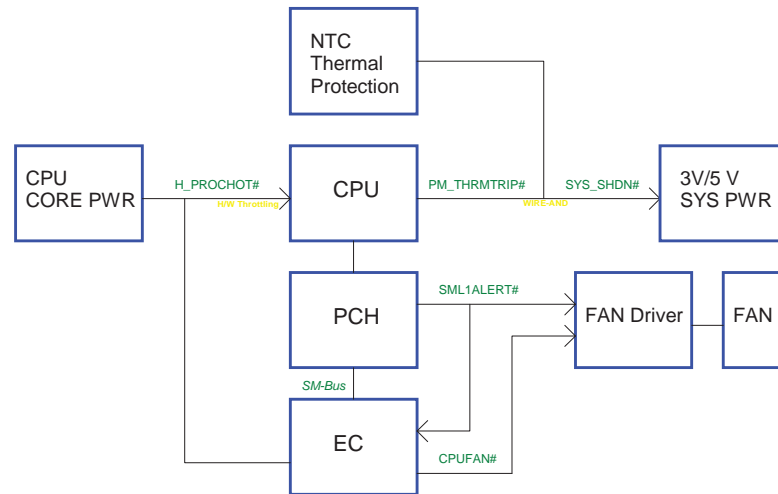 NTC
Thermal
Protection
CPU
CORE PWR
H_PROCHOT#
H/W Throttling
CPU
PM_THRMTRIP#
WIRE-AND
SYS_SHDN#
3V/5 V
SYS PWR
PCH
SML1ALERT#
FAN Driver
FAN
SM-Bus
EC
CPUFAN#